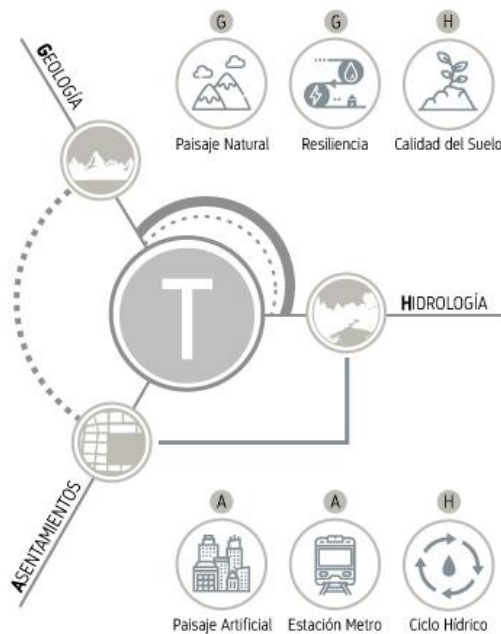 G
G
H
Paisaje Natural
Resiliencia
Calidad del Suelo
GEOLOGÍA
T
HIDROLOGÍA
ASENTAMIENTOS
A
A
H
Paisaje Artificial
Estación Metro
Ciclo Hídrico